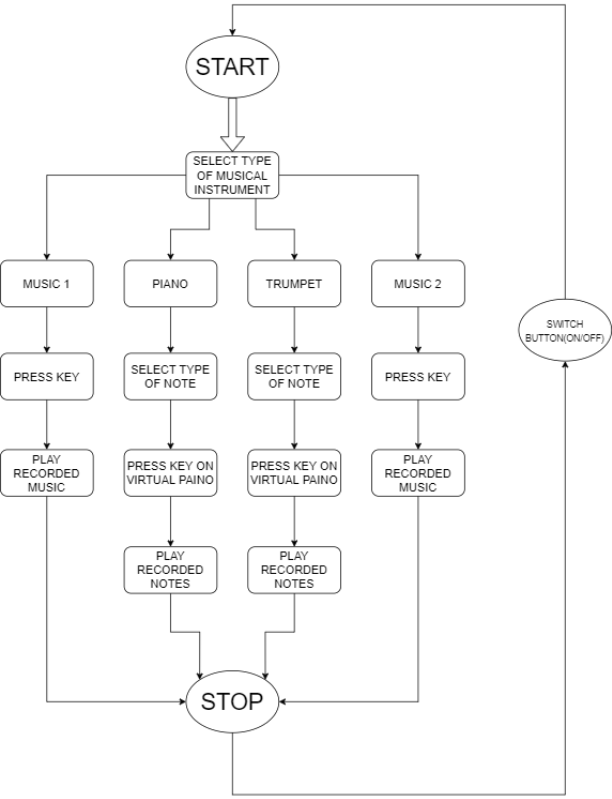 START
SELECT TYPE
OF MUSICAL
INSTRUMENT
MUSIC 1
PIANO
TRUMPET
MUSIC 2
SWITCH
BUTTON(ON/OFF)
PRESS KEY
SELECT TYPE
OF NOTE
SELECT TYPE
OF NOTE
PRESS KEY
PLAY
RECORDED
MUSIC
PRESS KEY ON
VIRTUAL PAINO
PRESS KEY ON
VIRTUAL PAINO
PLAY
RECORDED
MUSIC
PLAY
RECORDED
NOTES
PLAY
RECORDED
NOTES
STOP